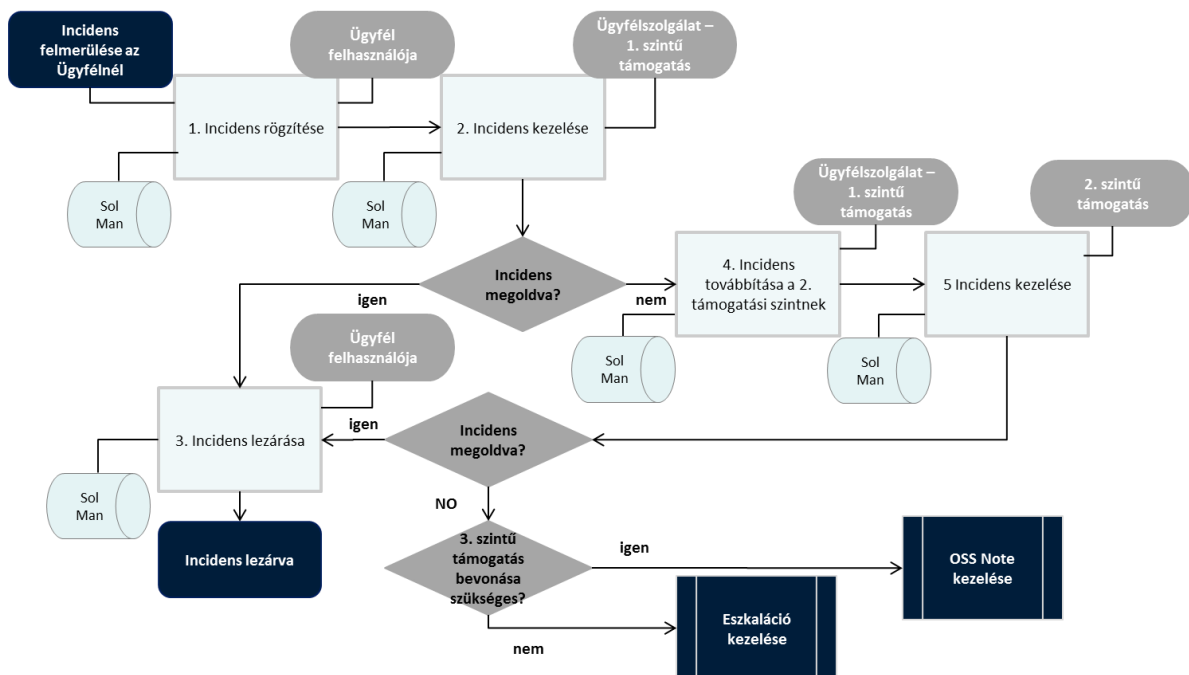 Incidens
felmerülése az
Ügyfélnél
Ügyfél
felhasználója
Ügyfélszolgálat –
1. szintű
támogatás
1. Incidens rögzítése
2. Incidens kezelése
Sol
Man
Sol
Man
Ügyfélszolgálat –
1. szintű
támogatás
2. szintű
támogatás
Incidens
megoldva?
igen
nem
4. Incidens
továbbítása a 2.
támogatási szintnek
5 Incidens kezelése
Sol
Man
Sol
Man
Ügyfél
felhasználója
3. Incidens lezárása
igen
Incidens
megoldva?
Sol
Man
NO
Incidens lezárva
3. szintű
támogatás
bevonása
szükséges?
igen
OSS Note
kezelése
nem
Eszkaláció
kezelése